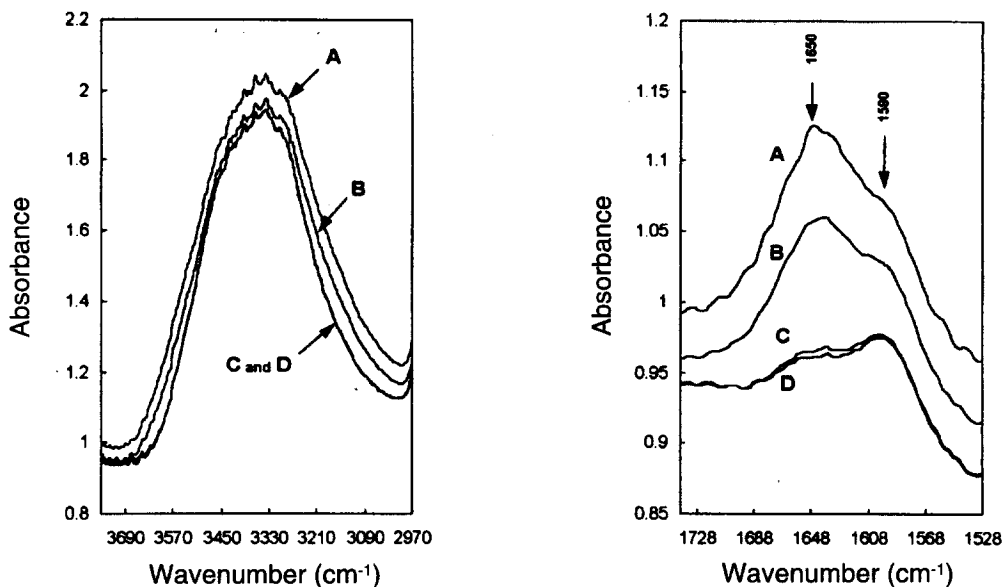 2.2
2
1.8
1.6
1.4
1.2
1
0.8
Absorbance
A
B
C and D
3690 3570 3450 3330 3210 3090 2970
Wavenumber (cm-1)
1.2
1.15
1.1
1.05
1
0.95
0.9
0.85
Absorbance
1650
1590
A
B
C
D
1728 1688 1648 1608 1568 1528
Wavenumber (cm-1)